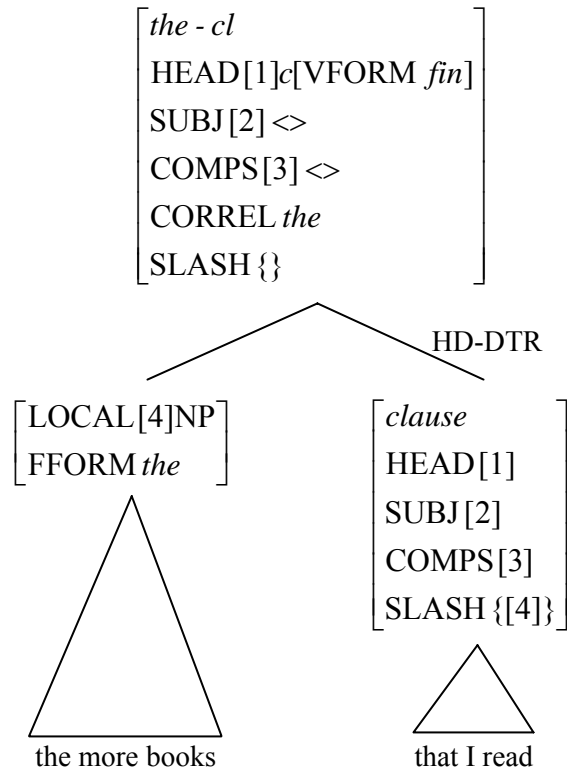 the - cl
HEAD[1]c[VFORM fin]
SUBJ[2] <>
COMPS[3] <>
CORREL the
SLASH {}
HD-DTR
LOCAL[4]NP
FFORM the
clause
HEAD[1]
SUBJ[2]
COMPS[3]
SLASH {[4]}
the more books
that I read